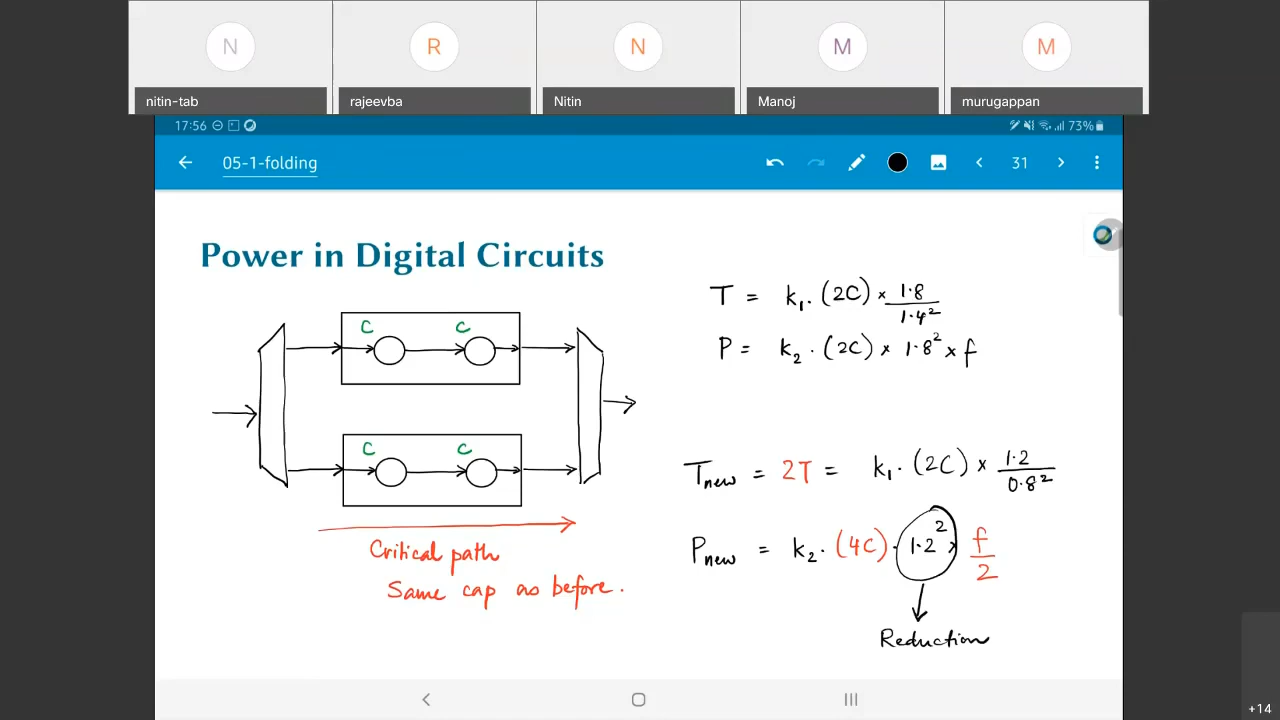 N R N M M
nitin-tab rajeevba Nitin Manoj murugappan
17:56 73%
05-1-folding 31
Power in Digital Circuits
C C
T = k₁. (2C) × 1.8/1.4²
P = k₂ . (2C) × 1.8² × f
C C
Tnew = 2T = k₁. (2C) × 1.2/0.8²
Pnew = k₂. (4C) . 1.2² × f/2
Critical path
Same cap as before.
Reduction
+14